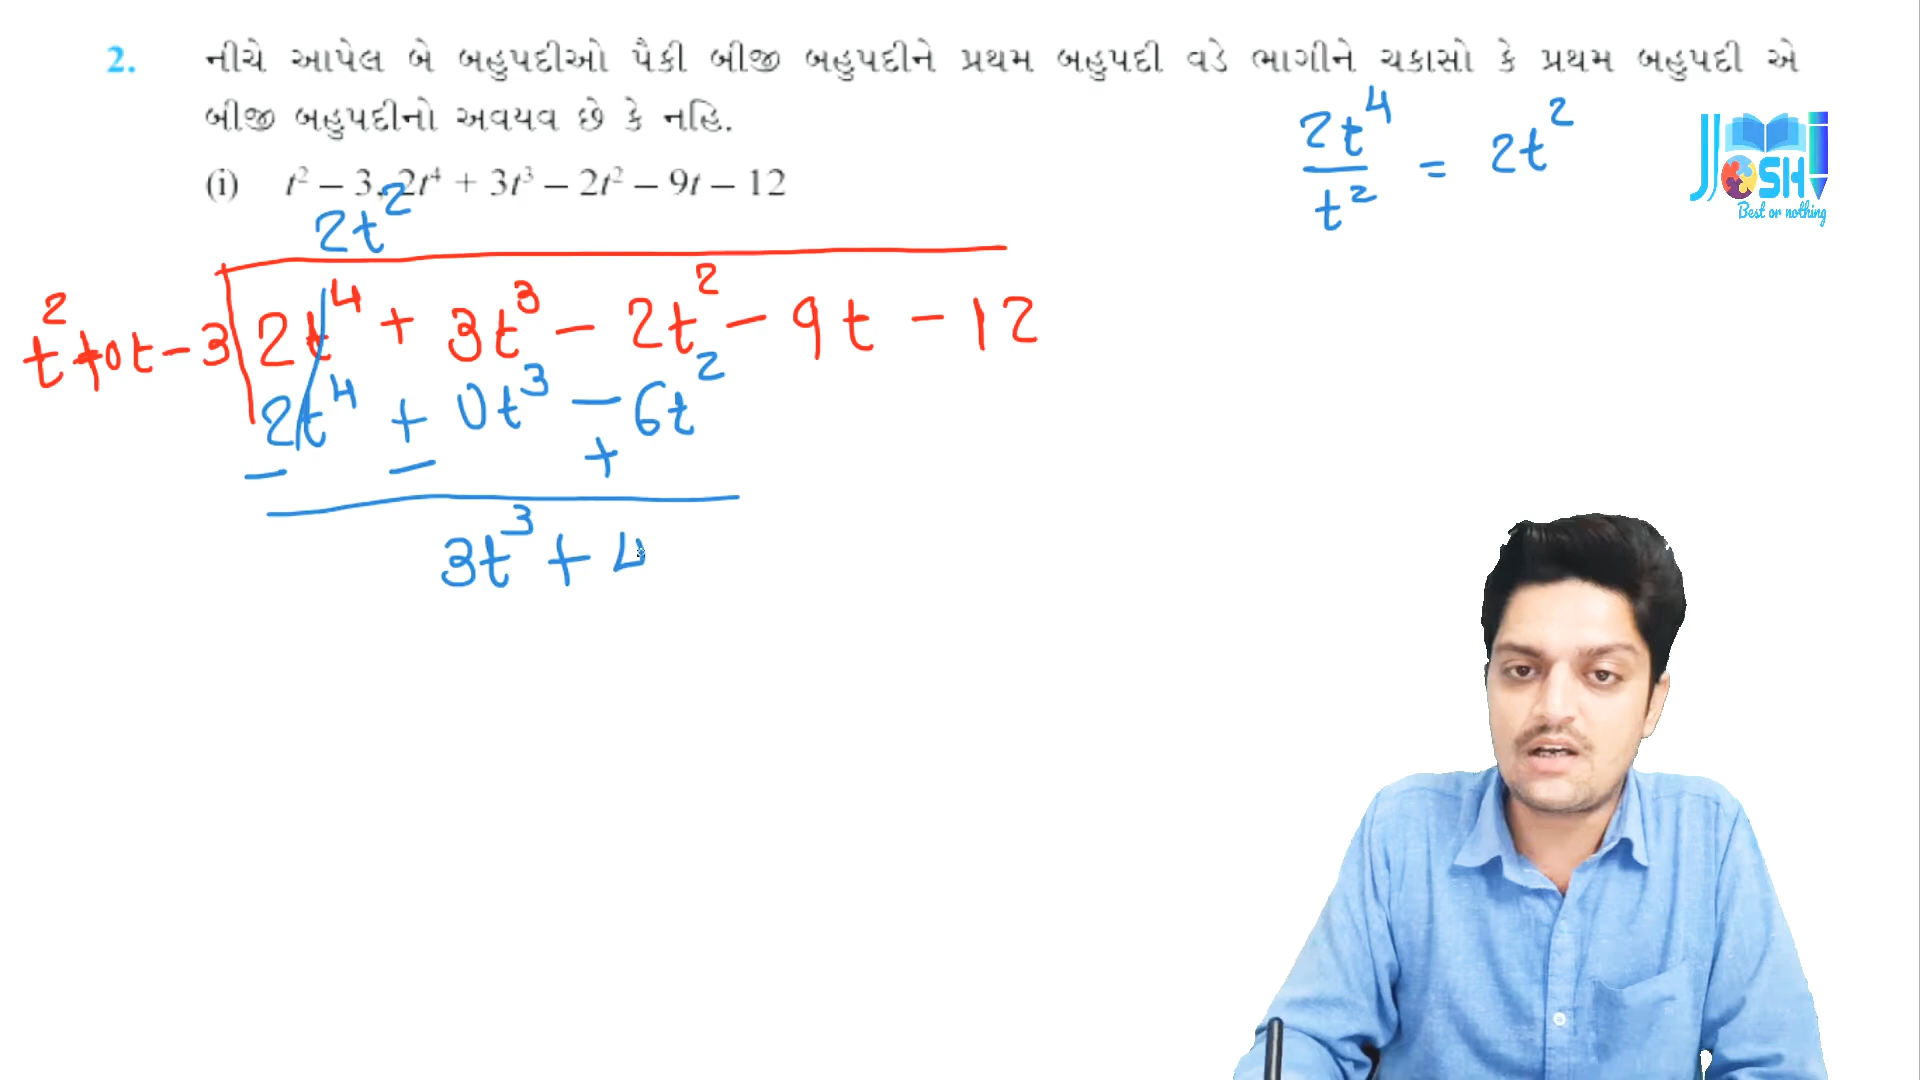 2. નીચે આપેલ બે બહુપદીઓ પૈકી બીજી બહુપદીને પ્રથમ બહુપદી વડે ભાગીને ચકાસો કે પ્રથમ બહુપદી એ
બીજી બહુપદીનો અવયવ છે કે નહિ.
(i) t² – 3, 2t⁴ + 3t³ – 2t² – 9t – 12
2t⁴/t² = 2t²
JOSH
Best or nothing
2t²
t² + 0t – 3 2t⁴ + 3t³ – 2t² – 9t – 12
2t⁴ + 0t³ – 6t²
– – +
3t³ + 4